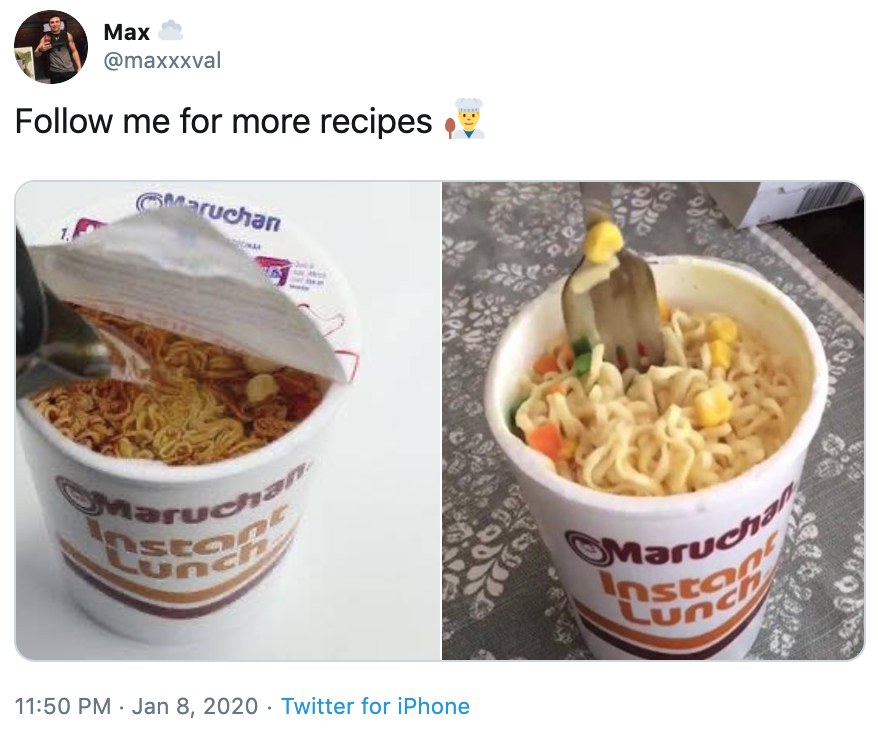 Max
@maxxxval
Follow me for more recipes
Maruchan
1.
Maruchan
Instant
Lunch
Maruchan
Instant
Lunch
11:50 PM · Jan 8, 2020 · Twitter for iPhone